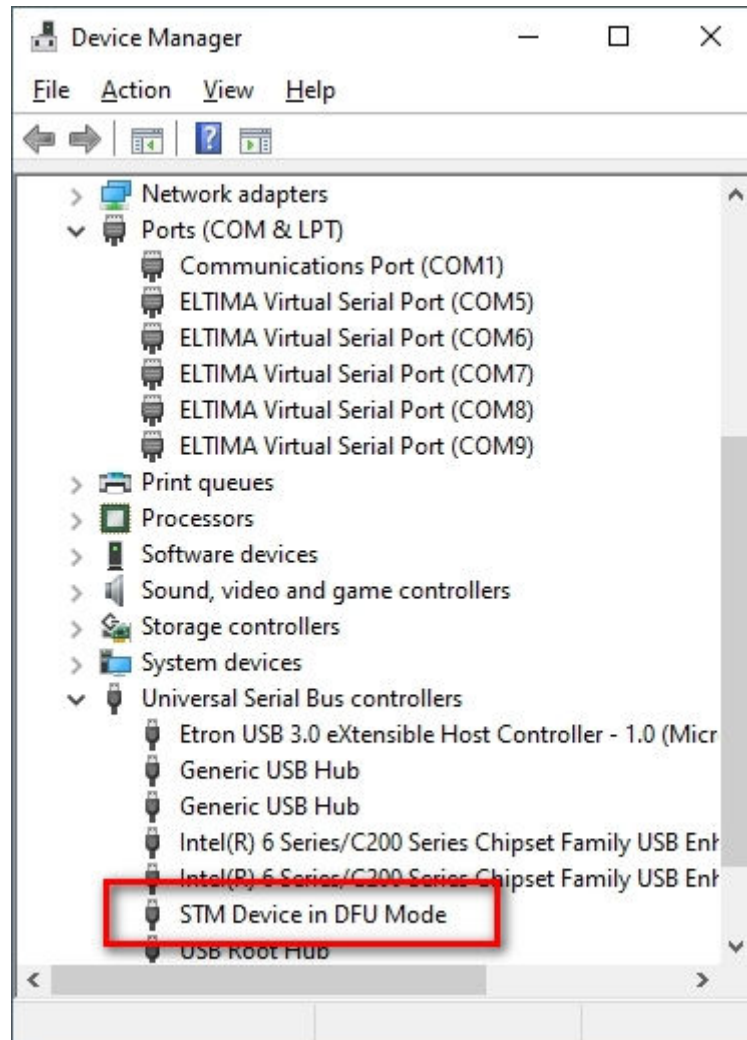 Device Manager
File Action View Help
Network adapters
Ports (COM & LPT)
Communications Port (COM1)
ELTIMA Virtual Serial Port (COM5)
ELTIMA Virtual Serial Port (COM6)
ELTIMA Virtual Serial Port (COM7)
ELTIMA Virtual Serial Port (COM8)
ELTIMA Virtual Serial Port (COM9)
Print queues
Processors
Software devices
Sound, video and game controllers
Storage controllers
System devices
Universal Serial Bus controllers
Etron USB 3.0 eXtensible Host Controller - 1.0 (Micr
Generic USB Hub
Generic USB Hub
Intel(R) 6 Series/C200 Series Chipset Family USB Enh
Intel(R) 6 Series/C200 Series Chipset Family USB Enh
STM Device in DFU Mode
USB Root Hub